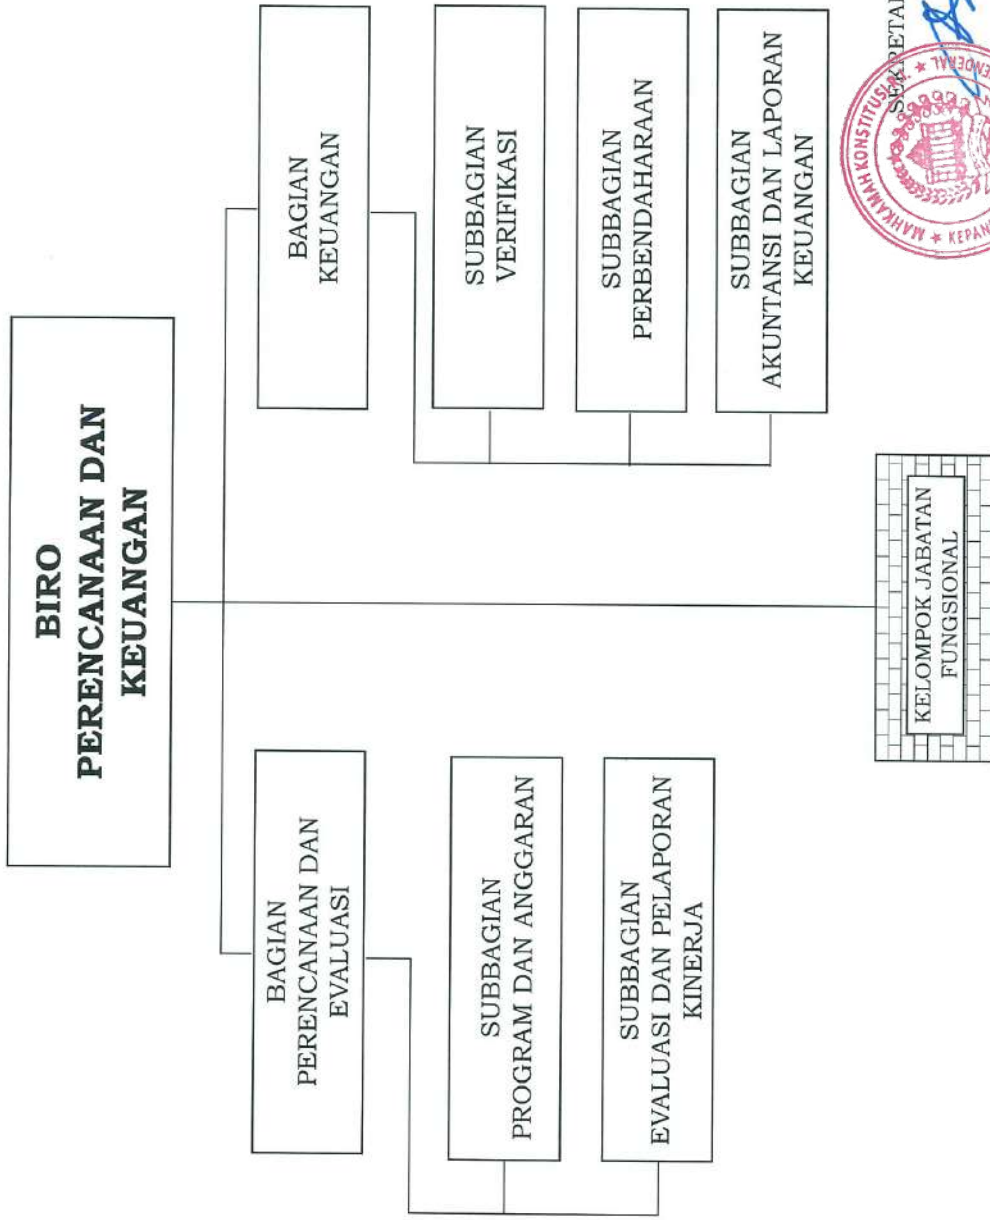 BIRO
PERENCANAAN DAN
KEUANGAN
BAGIAN
PERENCANAAN DAN
EVALUASI
SUBBAGIAN
PROGRAM DAN ANGGARAN
SUBBAGIAN
EVALUASI DAN PELAPORAN
KINERJA
BAGIAN
KEUANGAN
SUBBAGIAN
VERIFIKASI
SUBBAGIAN
PERBENDAHARAAN
SUBBAGIAN
AKUNTANSI DAN LAPORAN
KEUANGAN
KELOMPOK JABATAN
FUNGSIONAL
MAHKAMAH KONSTITUSI